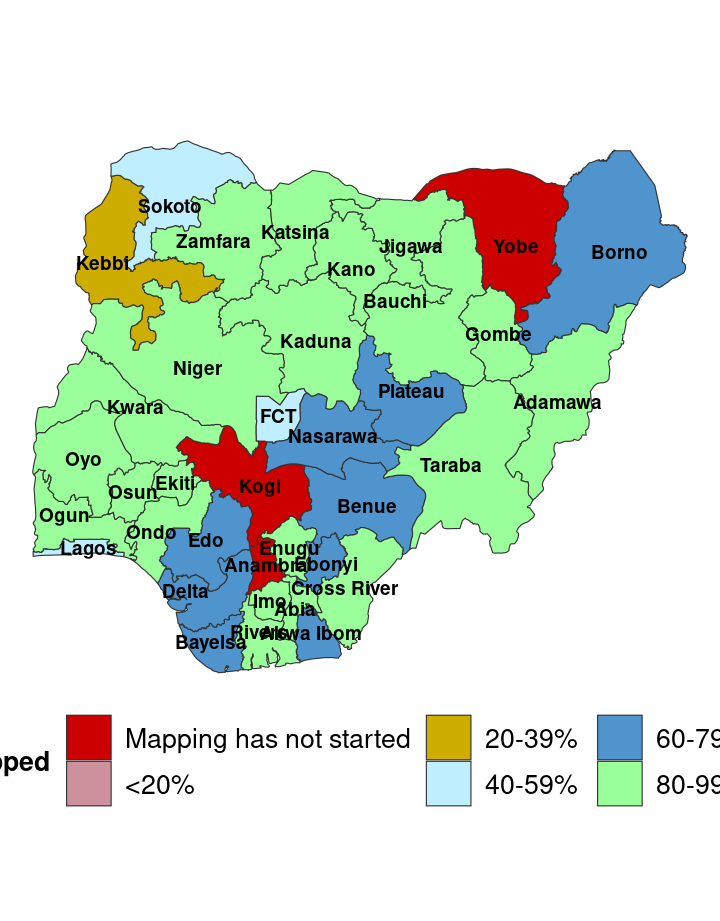 Sokoto
Katsina
Zamfara
Jigawa
Yobe
Borno
Kebbi
Kano
Bauchi
Gombe
Kaduna
Niger
Plateau
Adamawa
Kwara
FCT
Nasarawa
Oyo
Taraba
Ekiti
Kogi
Osun
Benue
Ogun
Ondo
Edo
Lagos
Enugu
Anambra
Ebonyi
Delta
Cross River
Imo
Abia
Rivers
Akwa Ibom
Bayelsa
Mapping has not started
20-39%
60-79
pped
<20%
40-59%
80-99